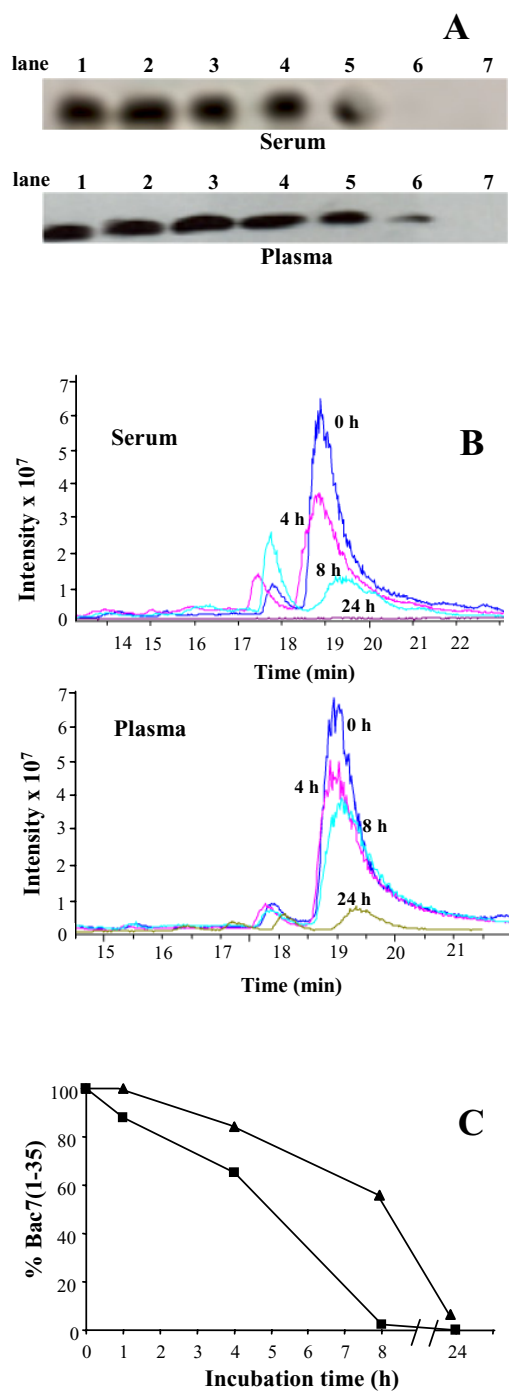 A
lane 1 2 3 4 5 6 7
Serum
lane 1 2 3 4 5 6 7
Plasma
B
Serum
Intensity x 10⁷
7
6
5
4
3
2
1
0
0 h
4 h
8 h
24 h
14 15 16 17 18 19 20 21 22
Time (min)
Plasma
Intensity x 10⁷
7
6
5
4
3
2
1
0
0 h
4 h
8 h
24 h
15 16 17 18 19 20 21
Time (min)
C
% Bac7(1-35)
100
80
60
40
20
0
0 1 2 3 4 5 6 7 8 24
Incubation time (h)